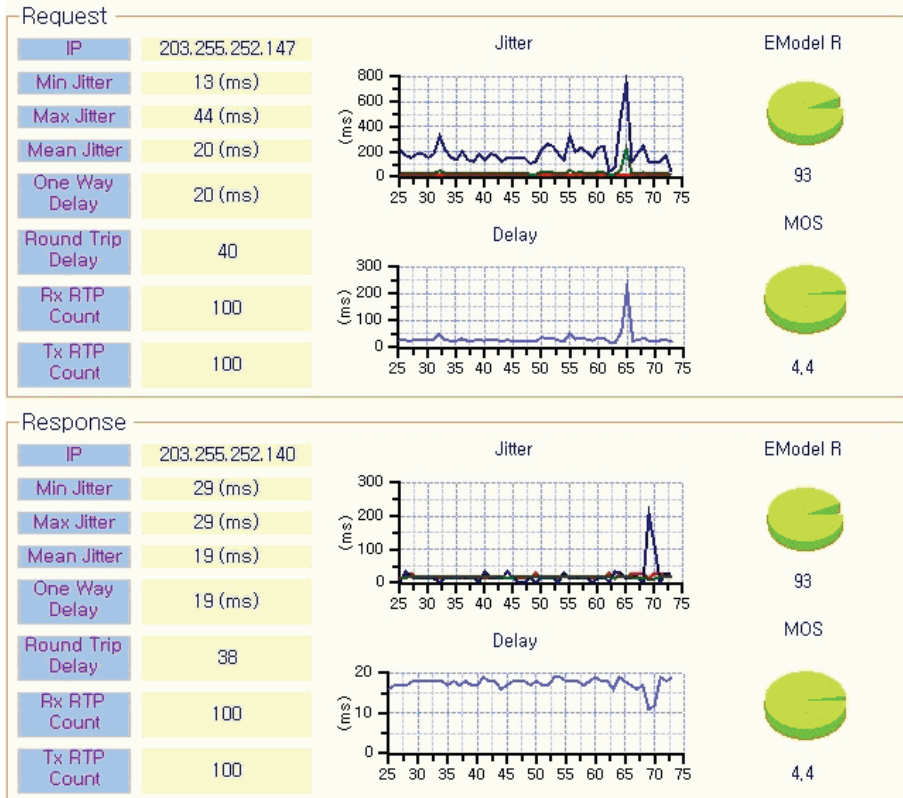 Request
IP 203.255.252.147
Min Jitter 13 (ms)
Max Jitter 44 (ms)
Mean Jitter 20 (ms)
One Way
Delay 20 (ms)
Round Trip
Delay 40
Rx RTP
Count 100
Tx RTP
Count 100
Jitter
(ms)
800
600
400
200
0
25 30 35 40 45 50 55 60 65 70 75
Delay
(ms)
300
200
100
0
25 30 35 40 45 50 55 60 65 70 75
EModel R
93
MOS
4,4
Response
IP 203.255.252.140
Min Jitter 29 (ms)
Max Jitter 29 (ms)
Mean Jitter 19 (ms)
One Way
Delay 19 (ms)
Round Trip
Delay 38
Rx RTP
Count 100
Tx RTP
Count 100
Jitter
(ms)
300
200
100
0
25 30 35 40 45 50 55 60 65 70 75
Delay
(ms)
20
10
0
25 30 35 40 45 50 55 60 65 70 75
EModel R
93
MOS
4,4